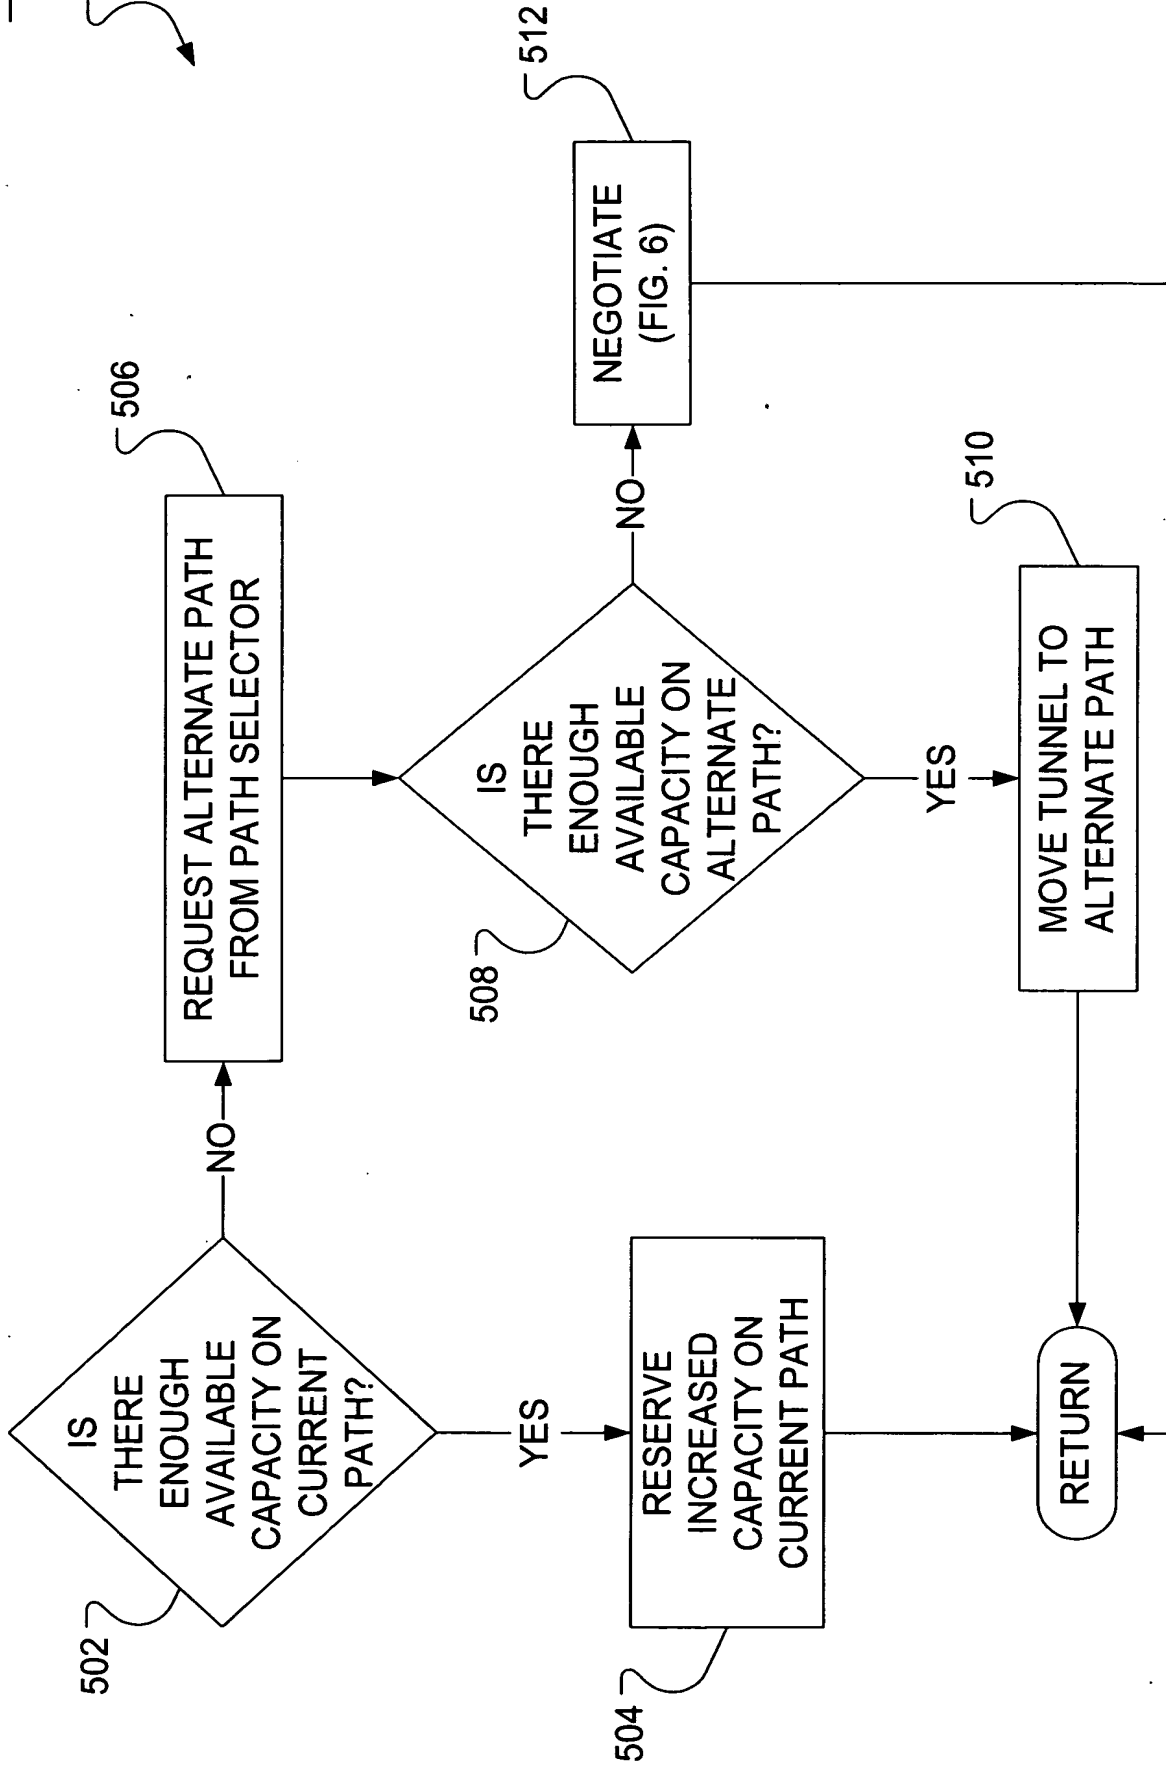 502
IS
THERE
ENOUGH
AVAILABLE
CAPACITY ON
CURRENT
PATH?
NO
YES
504
RESERVE
INCREASED
CAPACITY ON
CURRENT PATH
506
REQUEST ALTERNATE PATH
FROM PATH SELECTOR
508
IS
THERE
ENOUGH
AVAILABLE
CAPACITY ON
ALTERNATE
PATH?
NO
YES
512
NEGOTIATE
(FIG. 6)
510
MOVE TUNNEL TO
ALTERNATE PATH
RETURN